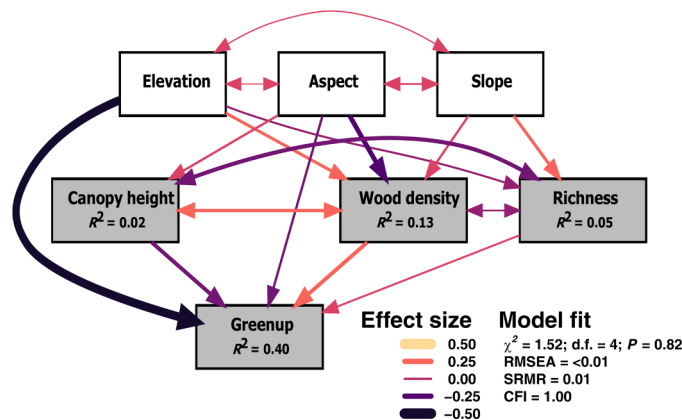 Elevation
Aspect
Slope
Canopy height
R² = 0.02
Wood density
R² = 0.13
Richness
R² = 0.05
Greenup
R² = 0.40
Effect size
0.50
0.25
0.00
−0.25
−0.50
Model fit
χ² = 1.52; d.f. = 4; P = 0.82
RMSEA = <0.01
SRMR = 0.01
CFI = 1.00